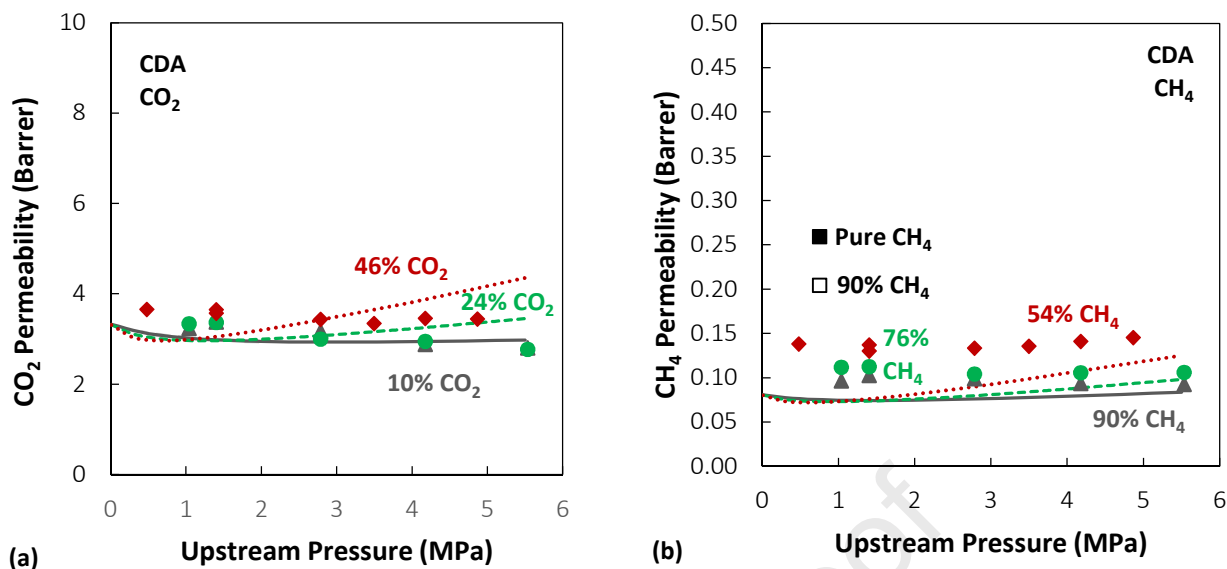 10
8
6
4
2
0
CO₂ Permeability (Barrer)
CDA
CO₂
46% CO₂
24% CO₂
10% CO₂
0 1 2 3 4 5 6
Upstream Pressure (MPa)
(a)
0.50
0.45
0.40
0.35
0.30
0.25
0.20
0.15
0.10
0.05
0.00
CH₄ Permeability (Barrer)
CDA
CH₄
Pure CH₄
90% CH₄
54% CH₄
76%
CH₄
90% CH₄
0 1 2 3 4 5 6
Upstream Pressure (MPa)
(b)